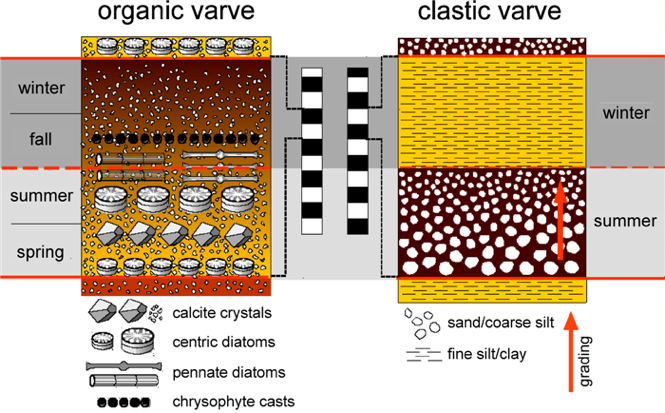 organic varve
clastic varve
winter
fall
summer
spring
winter
summer
calcite crystals
centric diatoms
pennate diatoms
chrysophyte casts
sand/coarse silt
fine silt/clay
grading